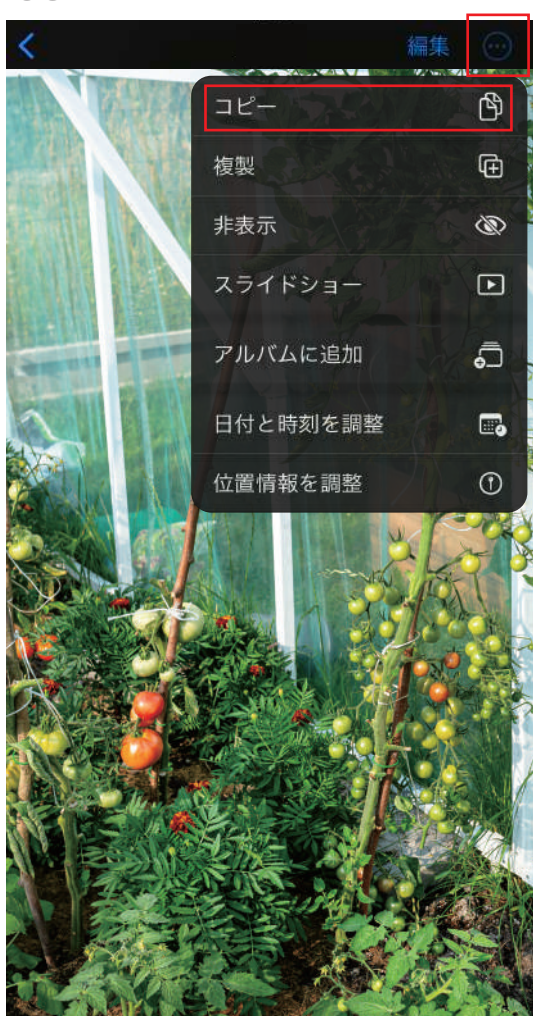 編集
コピー
複製
非表示
スライドショー
アルバムに追加
日付と時刻を調整
位置情報を調整